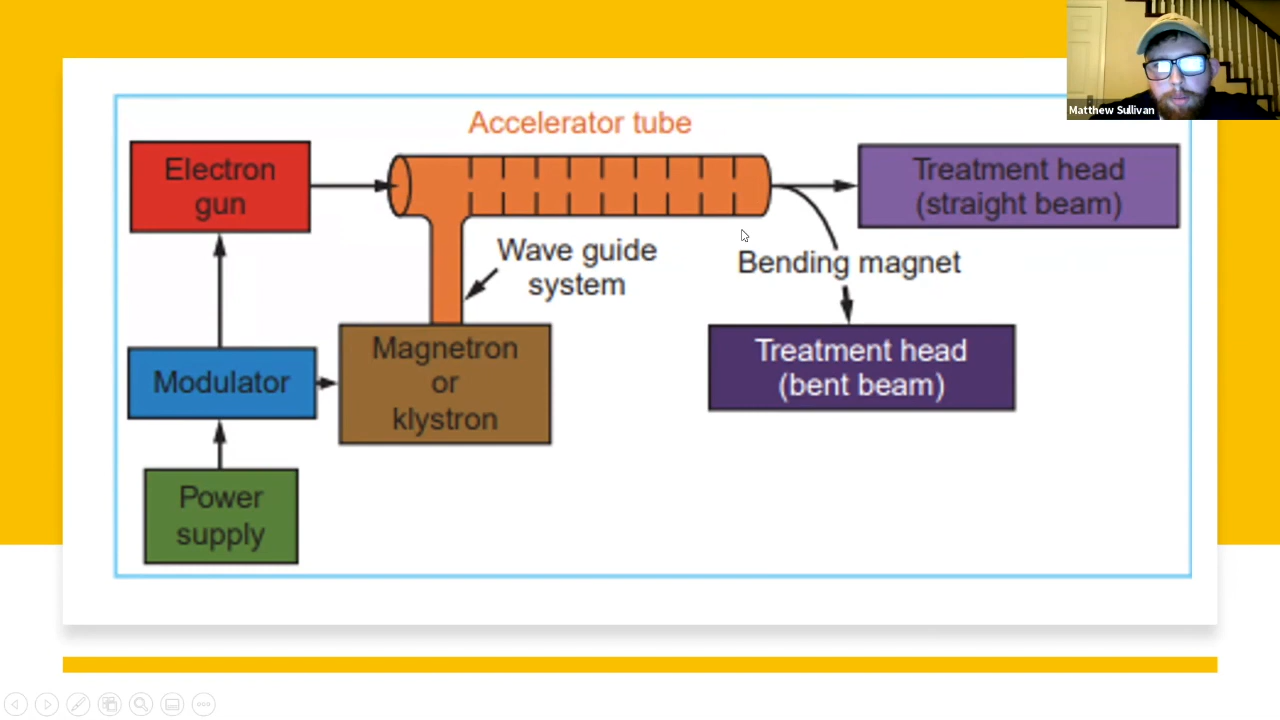 Matthew Sullivan
Accelerator tube
Electron
gun
Treatment head
(straight beam)
Wave guide
system
Bending magnet
Magnetron
or
klystron
Modulator
Treatment head
(bent beam)
Power
supply